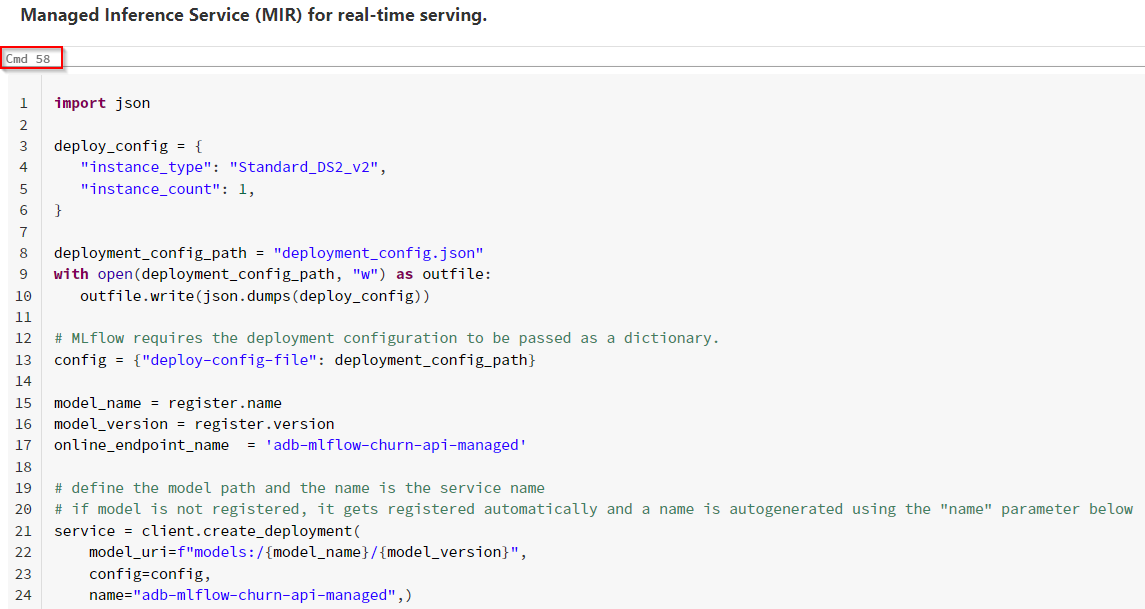 Managed Inference Service (MIR) for real-time serving.
Cmd 58
1 import json
2
3 deploy_config = {
4    "instance_type": "Standard_DS2_v2",
5    "instance_count": 1,
6 }
7
8 deployment_config_path = "deployment_config.json"
9 with open(deployment_config_path, "w") as outfile:
10    outfile.write(json.dumps(deploy_config))
11
12 # MLflow requires the deployment configuration to be passed as a dictionary.
13 config = {"deploy-config-file": deployment_config_path}
14
15 model_name = register.name
16 model_version = register.version
17 online_endpoint_name  = 'adb-mlflow-churn-api-managed'
18
19 # define the model path and the name is the service name
20 # if model is not registered, it gets registered automatically and a name is autogenerated using the "name" parameter below
21 service = client.create_deployment(
22     model_uri=f"models:/{model_name}/{model_version}",
23     config=config,
24     name="adb-mlflow-churn-api-managed",)